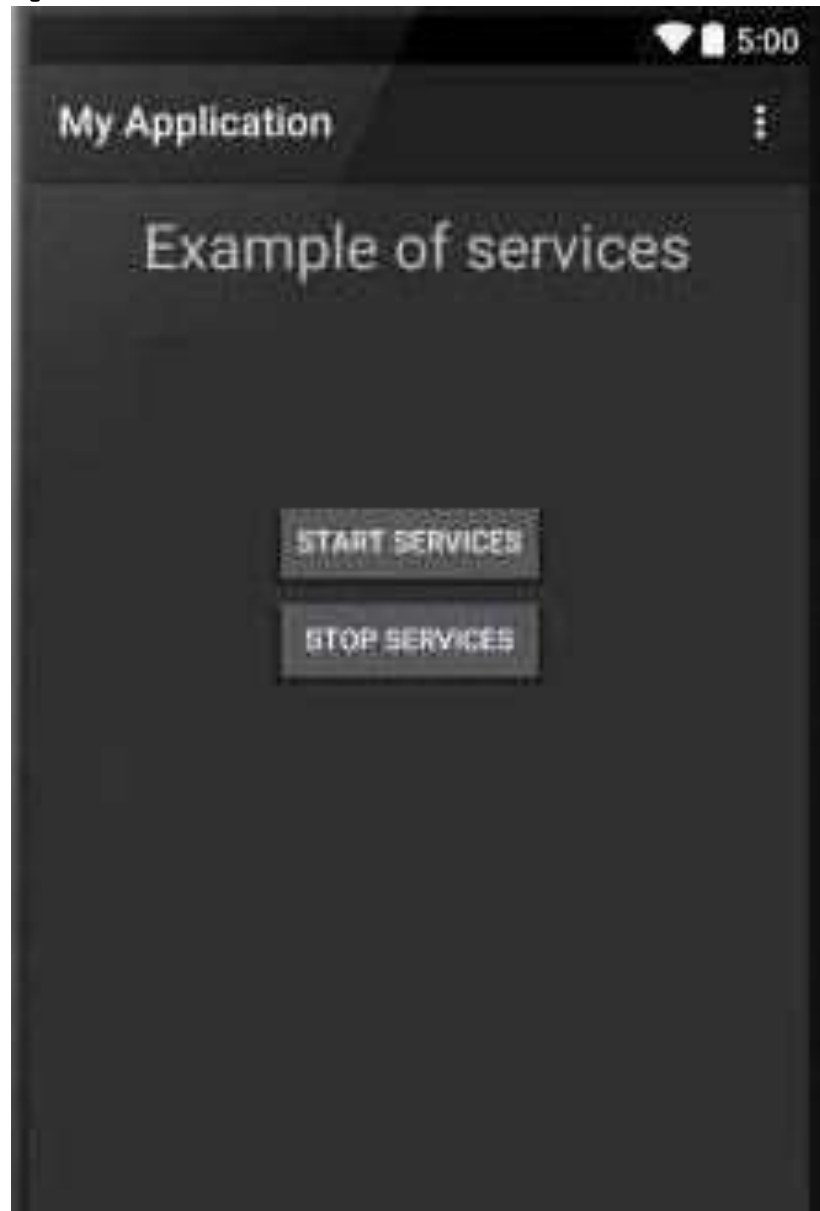 5:00
My Application
Example of services
START SERVICES
STOP SERVICES